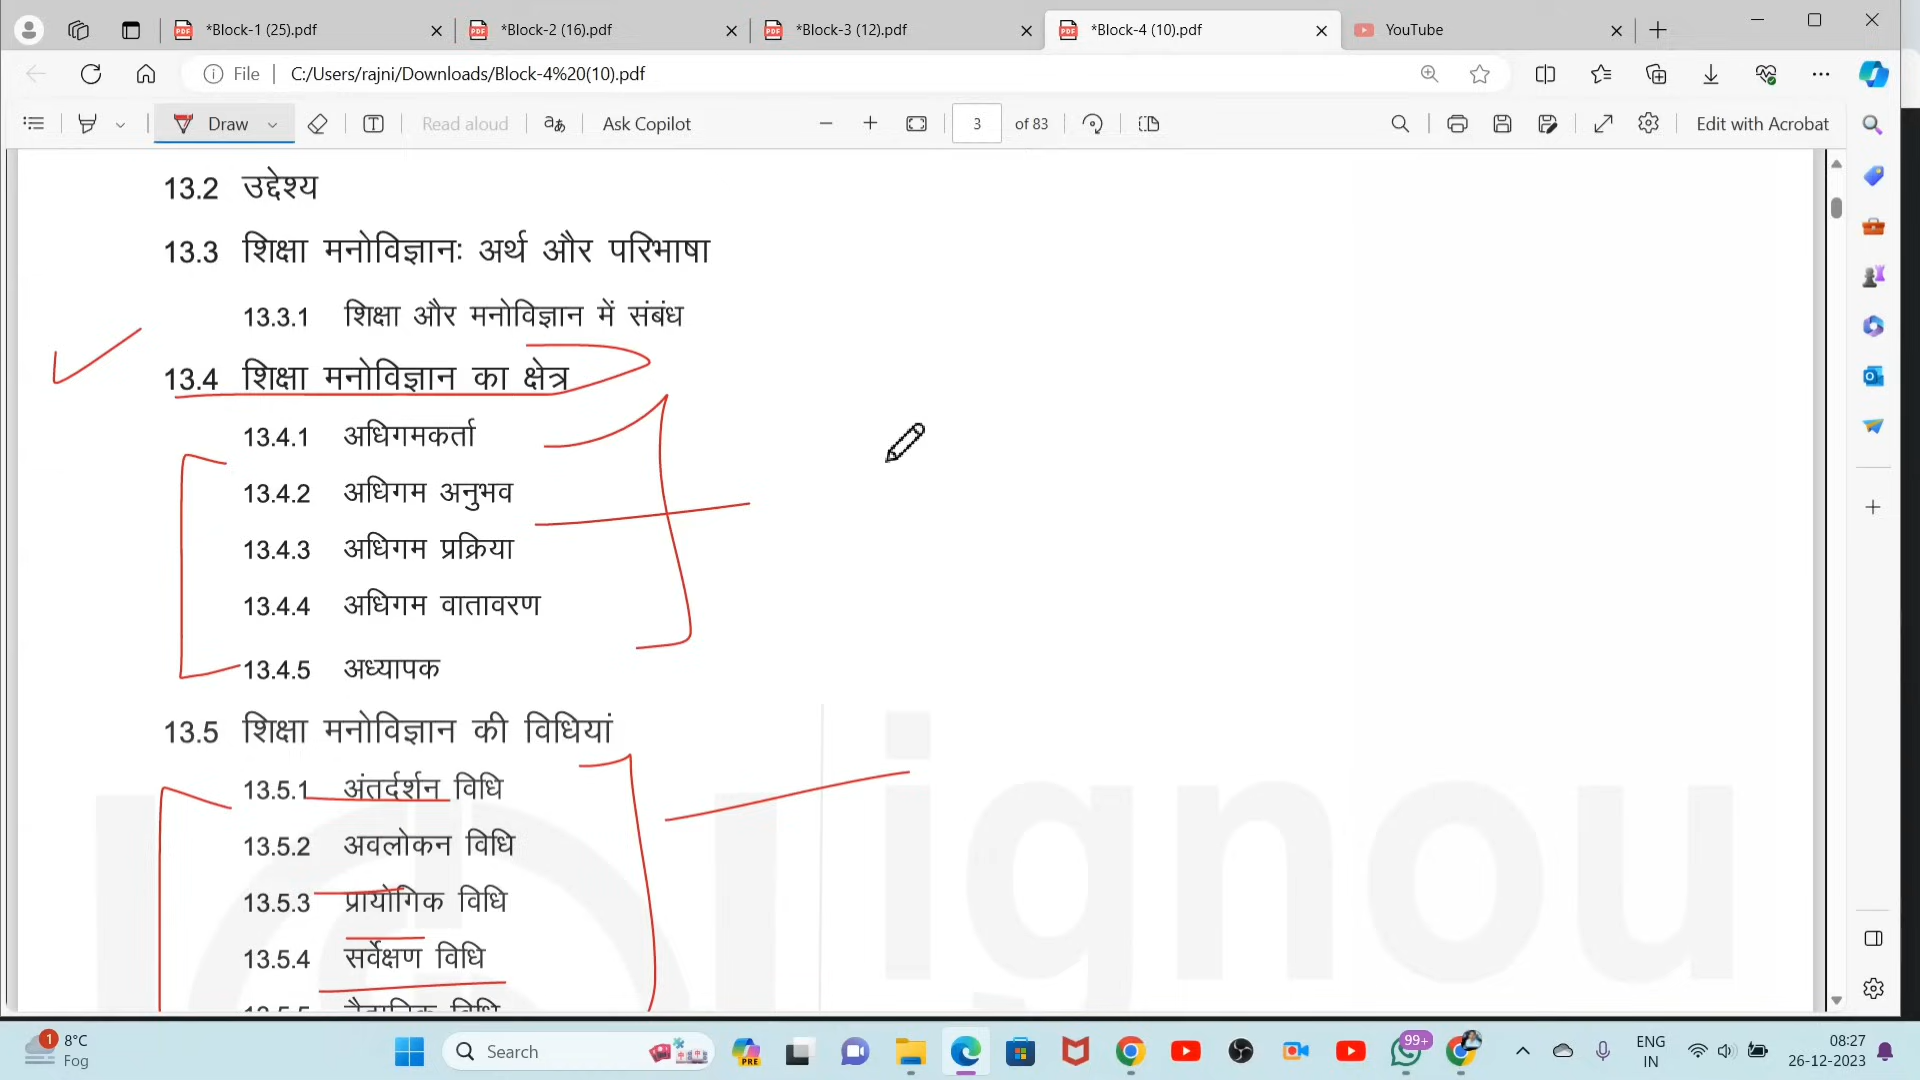 *Block-1 (25).pdf
*Block-2 (16).pdf
*Block-3 (12).pdf
*Block-4 (10).pdf
YouTube
File
C:/Users/rajni/Downloads/Block-4%20(10).pdf
Draw
Read aloud
Ask Copilot
3
of 83
Edit with Acrobat
13.2 उद्देश्य
13.3 शिक्षा मनोविज्ञानः अर्थ और परिभाषा
13.3.1 शिक्षा और मनोविज्ञान में संबंध
13.4 शिक्षा मनोविज्ञान का क्षेत्र
13.4.1 अधिगमकर्ता
13.4.2 अधिगम अनुभव
13.4.3 अधिगम प्रक्रिया
13.4.4 अधिगम वातावरण
13.4.5 अध्यापक
13.5 शिक्षा मनोविज्ञान की विधियां
13.5.1 अंतर्दर्शन विधि
13.5.2 अवलोकन विधि
13.5.3 प्रायोगिक विधि
13.5.4 सर्वेक्षण विधि
ignou
1
8°C
Fog
Search
PRE
99+
ENG
IN
08:27
26-12-2023